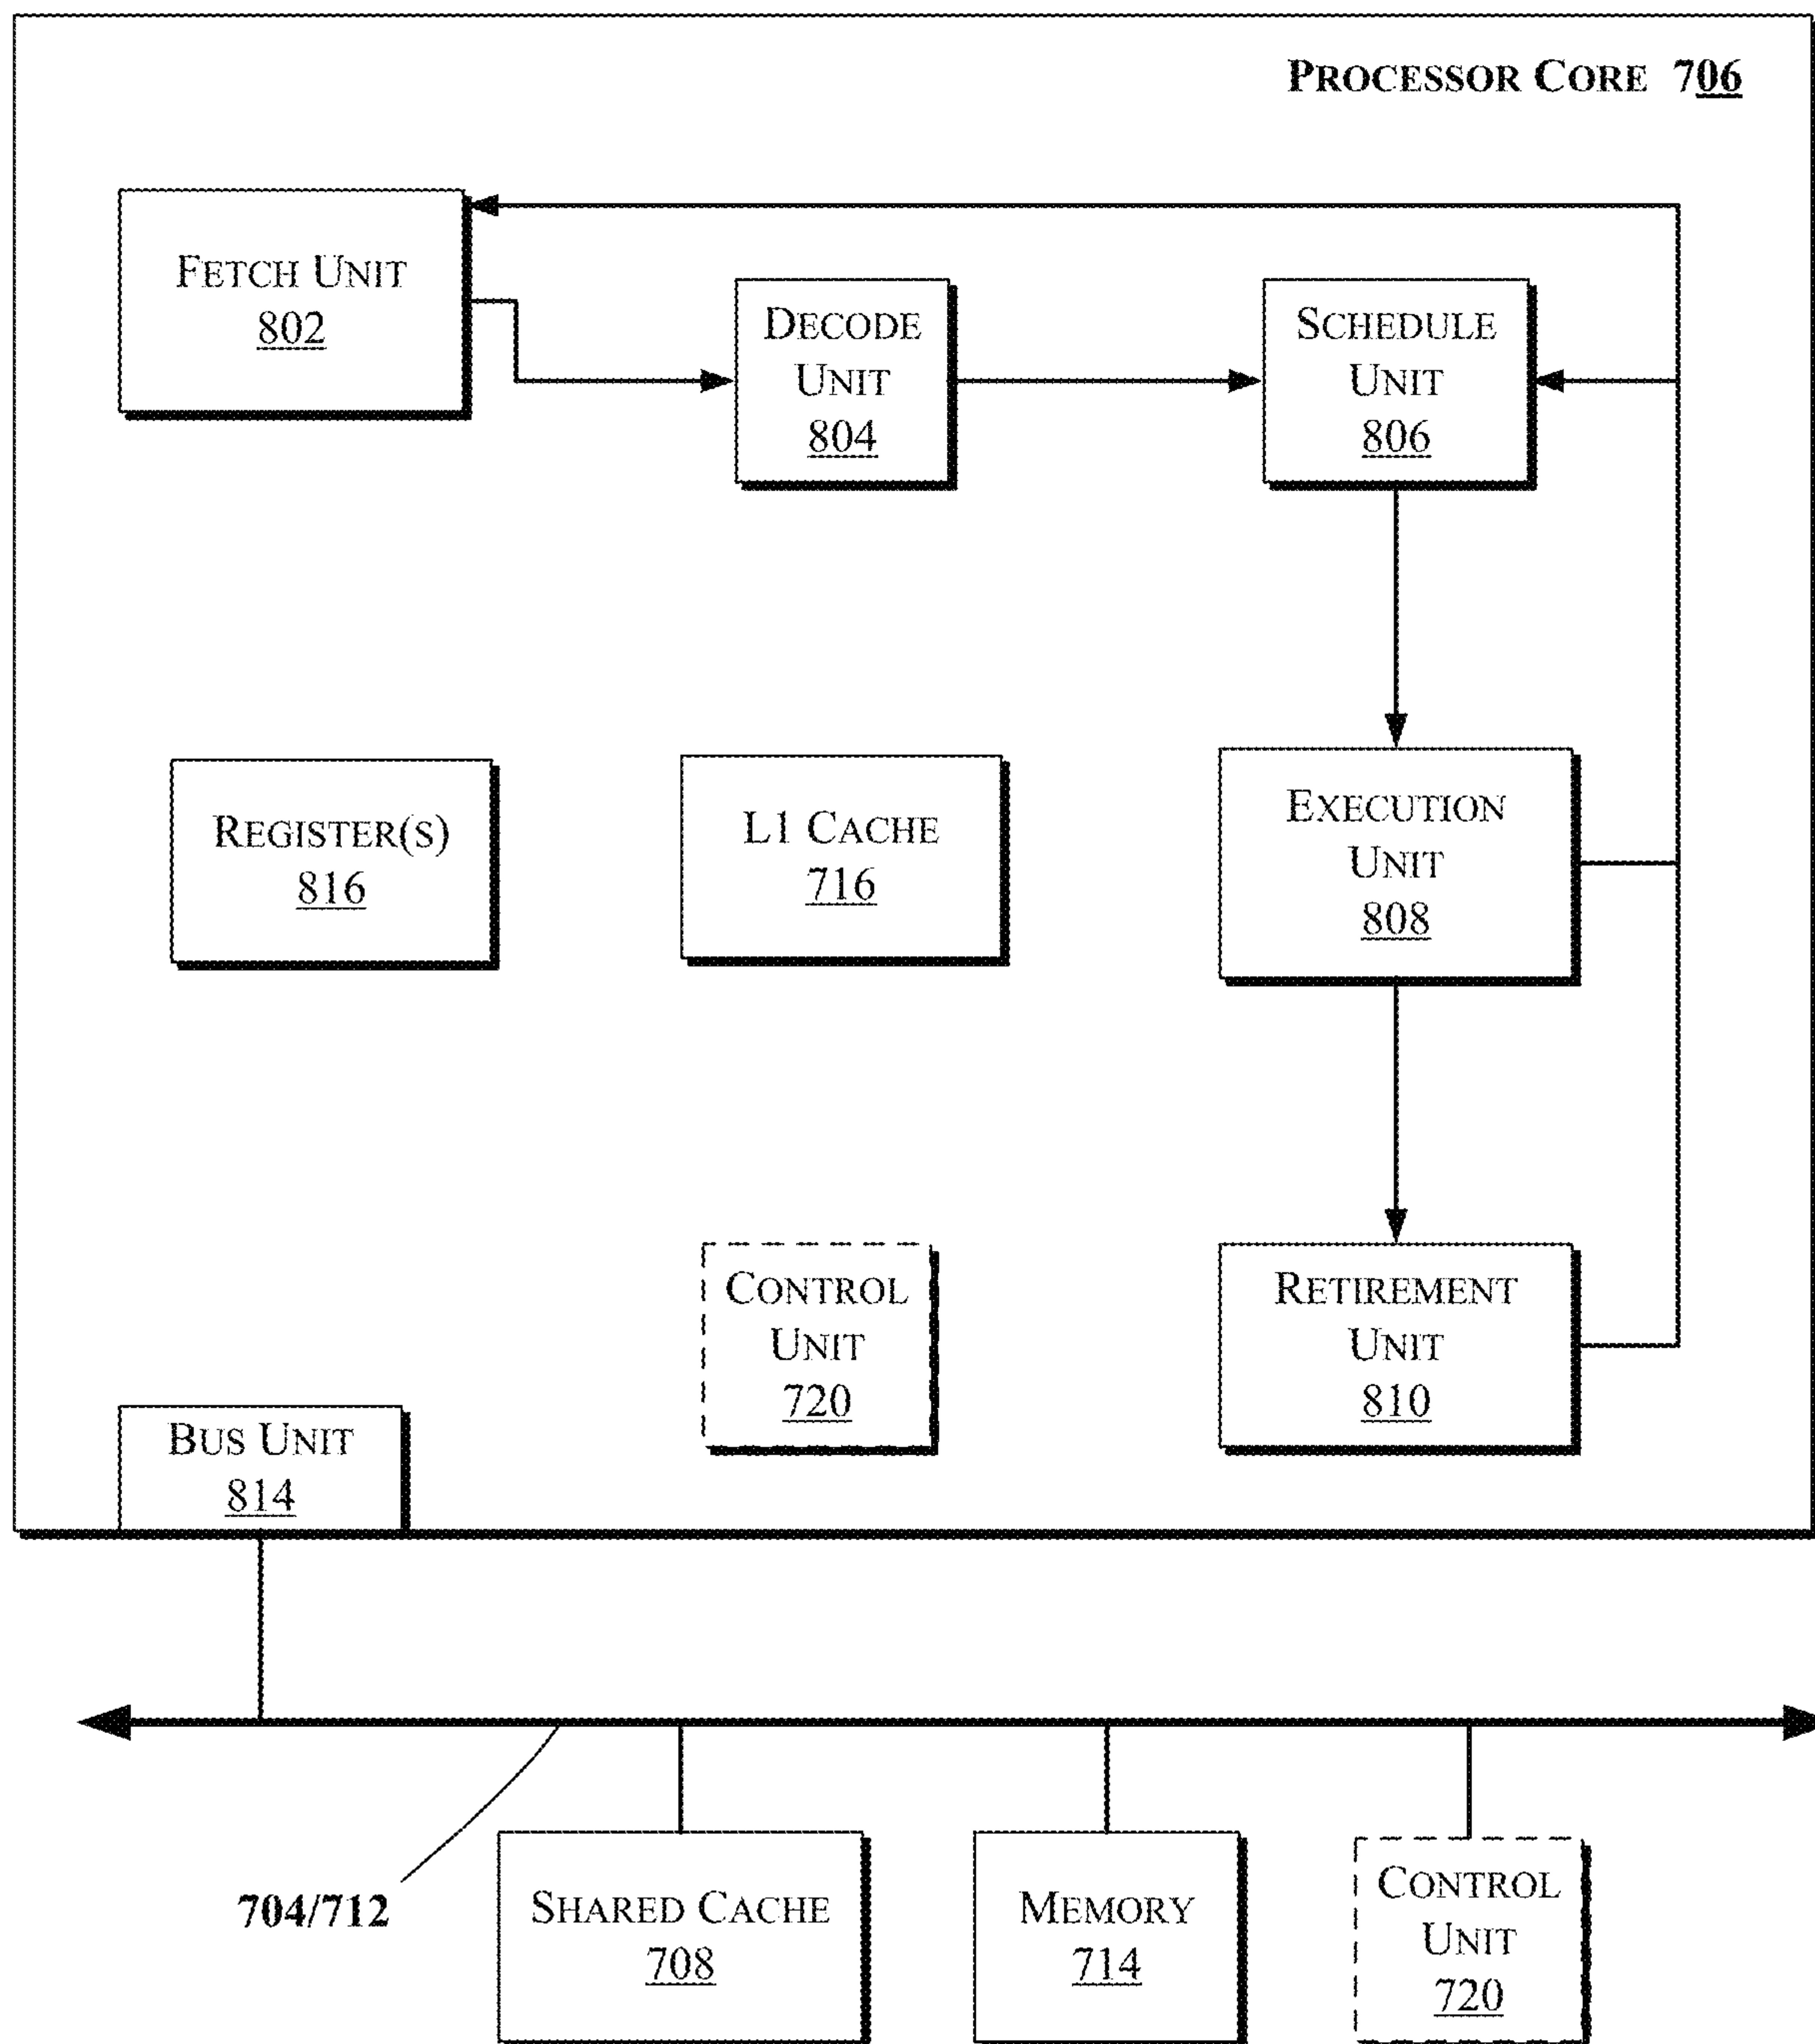 PROCESSOR CORE 706
FETCH UNIT
802
DECODE
UNIT
804
SCHEDULE
UNIT
806
REGISTER(S)
816
L1 CACHE
716
EXECUTION
UNIT
808
CONTROL
UNIT
720
RETIREMENT
UNIT
810
BUS UNIT
814
704/712
SHARED CACHE
708
MEMORY
714
CONTROL
UNIT
720